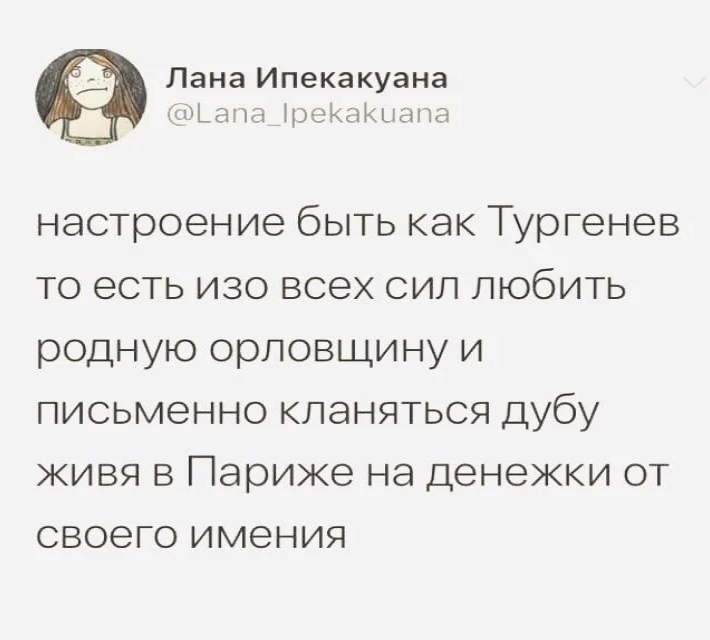 Лана Ипекакуана
@Lana_Ipekakuana
настроение быть как Тургенев
то есть изо всех сил любить
родную орловщину и
письменно кланяться дубу
живя в Париже на денежки от
своего имения